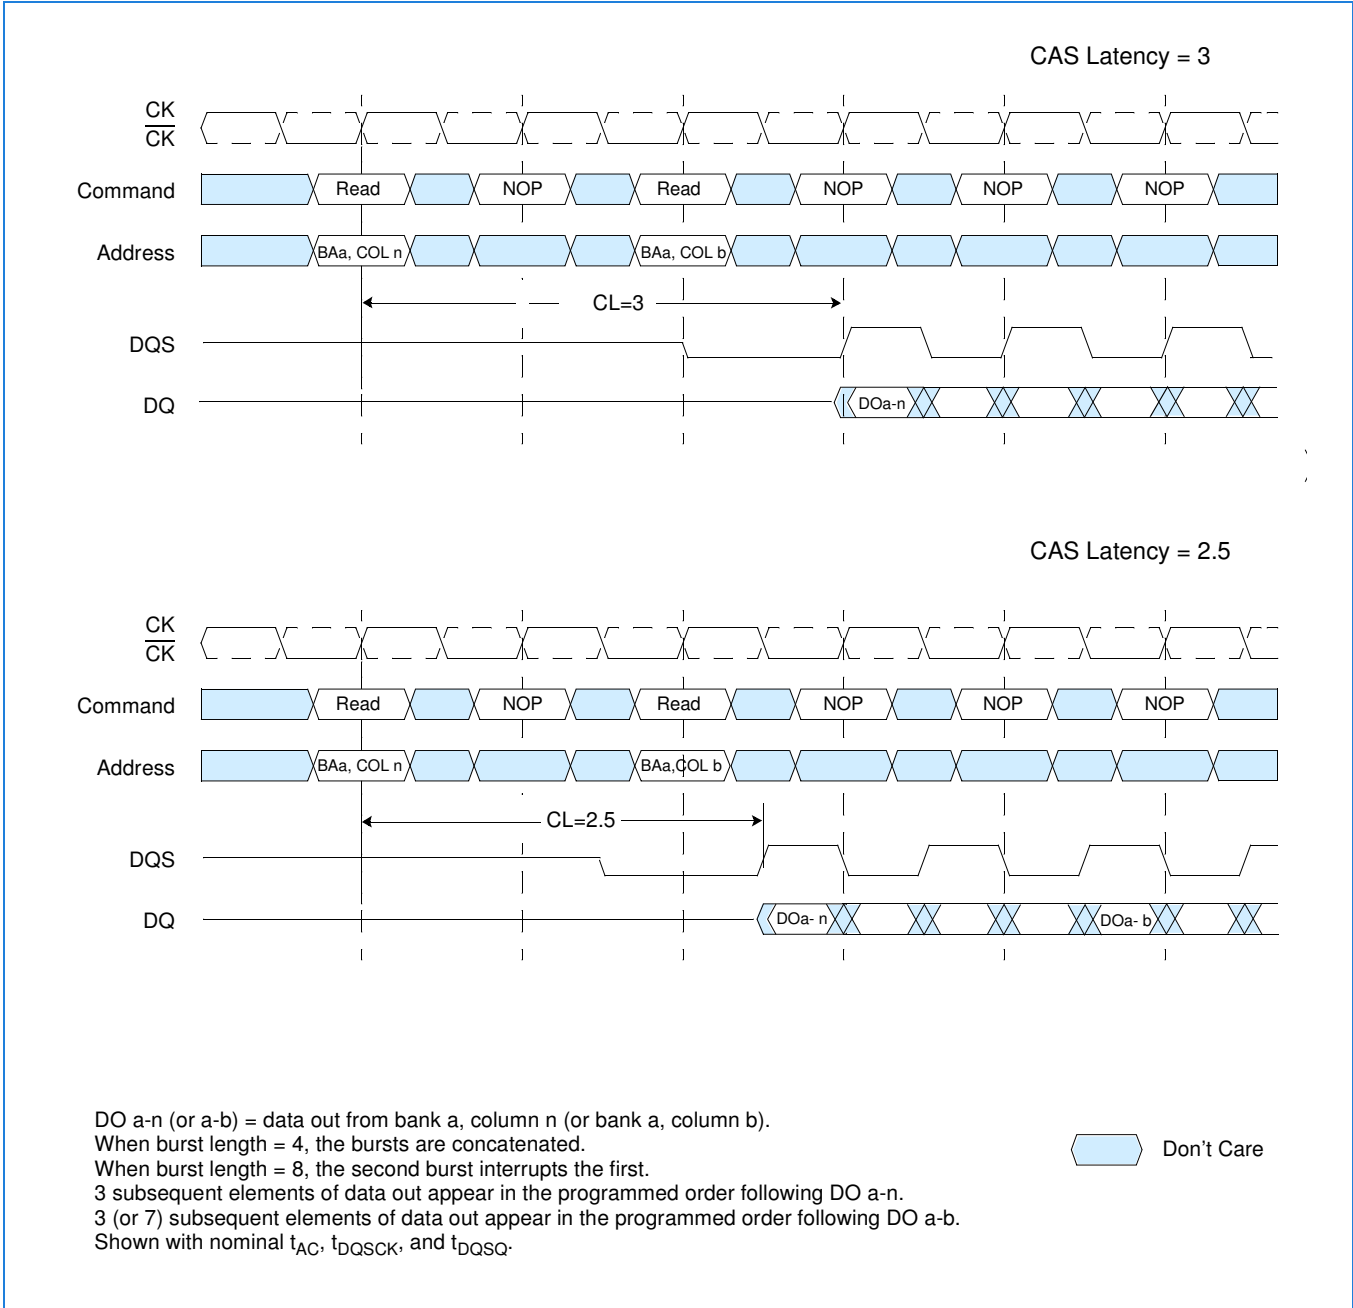 CAS Latency = 3
CK
CK
Command Read NOP Read NOP NOP NOP
Address BAa, COL n BAa, COL b
CL=3
DQS
DQ DOa-n
CAS Latency = 2.5
CK
CK
Command Read NOP Read NOP NOP NOP
Address BAa, COL n BAa,COL b
CL=2.5
DQS
DQ DOa- n DOa- b
DO a-n (or a-b) = data out from bank a, column n (or bank a, column b).
When burst length = 4, the bursts are concatenated.
When burst length = 8, the second burst interrupts the first.
3 subsequent elements of data out appear in the programmed order following DO a-n.
3 (or 7) subsequent elements of data out appear in the programmed order following DO a-b.
Shown with nominal tAC, tDQSCK, and tDQSQ.
Don't Care